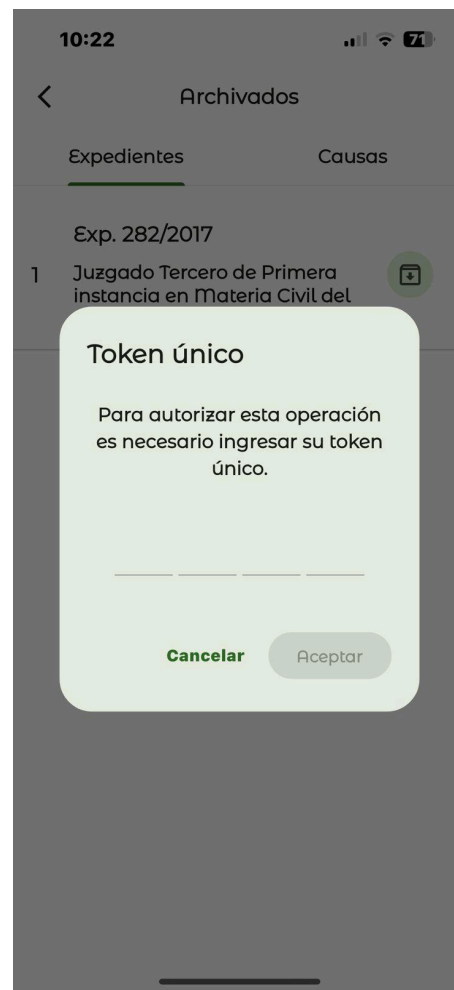 10:22
71
Archivados
Expedientes
Causas
Exp. 282/2017
1
Juzgado Tercero de Primera
instancia en Materia Civil del
Token único
Para autorizar esta operación
es necesario ingresar su token
único.
Cancelar
Aceptar